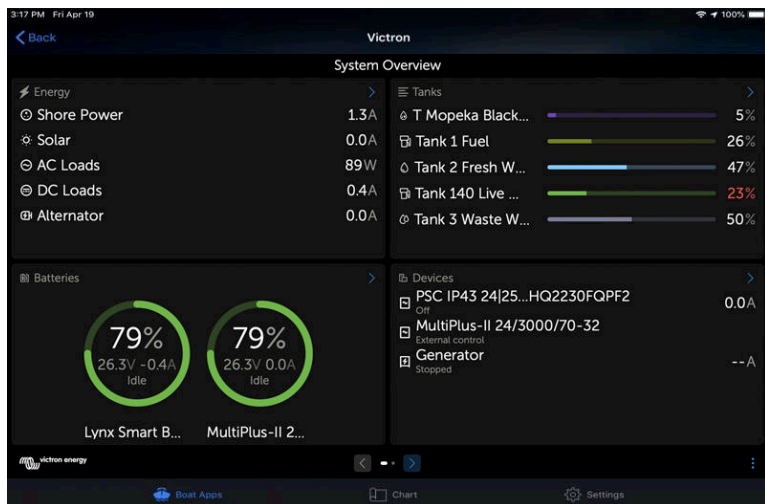 3:17 PM Fri Apr 19 100%
Back Victron
System Overview
Energy
Shore Power 1.3A
Solar 0.0A
AC Loads 89W
DC Loads 0.4A
Alternator 0.0A
Tanks
T Mopeka Black... 5%
Tank 1 Fuel 26%
Tank 2 Fresh W... 47%
Tank 140 Live ... 23%
Tank 3 Waste W... 50%
Batteries
79% 79%
26.3V -0.4A 26.3V 0.0A
Idle Idle
Lynx Smart B... MultiPlus-II 2...
Devices
PSC IP43 24|25...HQ2230FQPF2 0.0A
Off
MultiPlus-II 24/3000/70-32
External control
Generator --A
Stopped
victron energy
Boat Apps Chart Settings